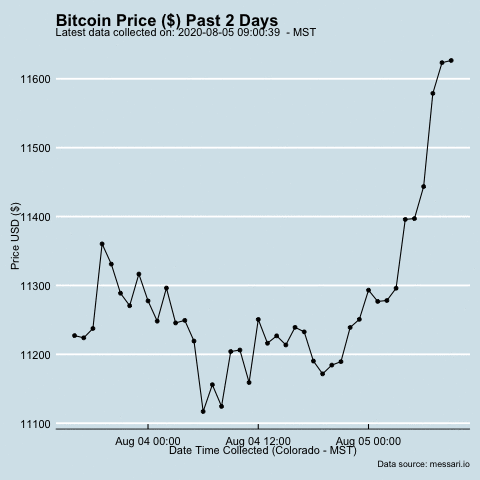 Bitcoin Price ($) Past 2 Days
Latest data collected on: 2020-08-05 09:00:39  - MST
11600
11500
11400
11300
11200
11100
Price USD ($)
Aug 04 00:00
Aug 04 12:00
Aug 05 00:00
Date Time Collected (Colorado - MST)
Data source: messari.io